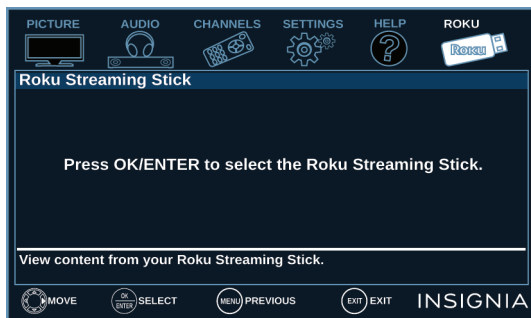 PICTURE AUDIO CHANNELS SETTINGS HELP ROKU
Roku
Roku Streaming Stick
Press OK/ENTER to select the Roku Streaming Stick.
View content from your Roku Streaming Stick.
MOVE OK ENTER SELECT MENU PREVIOUS EXIT EXIT INSIGNIA